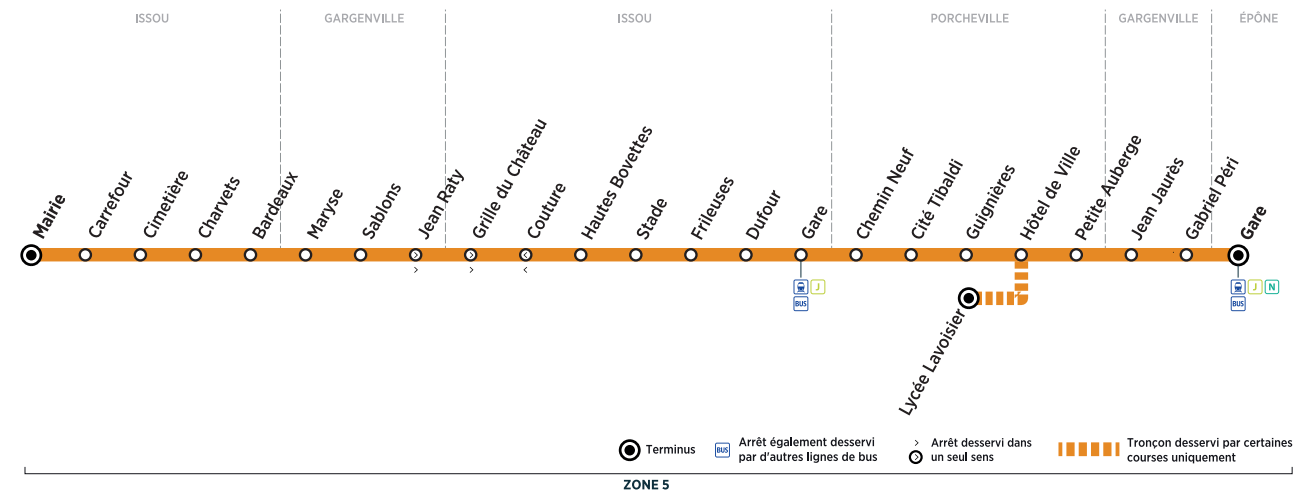 ISSOU
GARGENVILLE
ISSOU
PORCHEVILLE
GARGENVILLE
ÉPÔNE
Mairie
Carrefour
Cimetière
Charvets
Bardeaux
Maryse
Sablons
Jean Raty
Grille du Château
Couture
Hautes Bovettes
Stade
Frileuses
Dufour
Gare
Chemin Neuf
Cité Tibaldi
Guignières
Hôtel de Ville
Petite Auberge
Jean Jaurès
Gabriel Péri
Gare
J
BUS
J
N
BUS
Lycée Lavoisier
Terminus
BUS
Arrêt également desservi
par d'autres lignes de bus
Arrêt desservi dans
un seul sens
Tronçon desservi par certaines
courses uniquement
ZONE 5